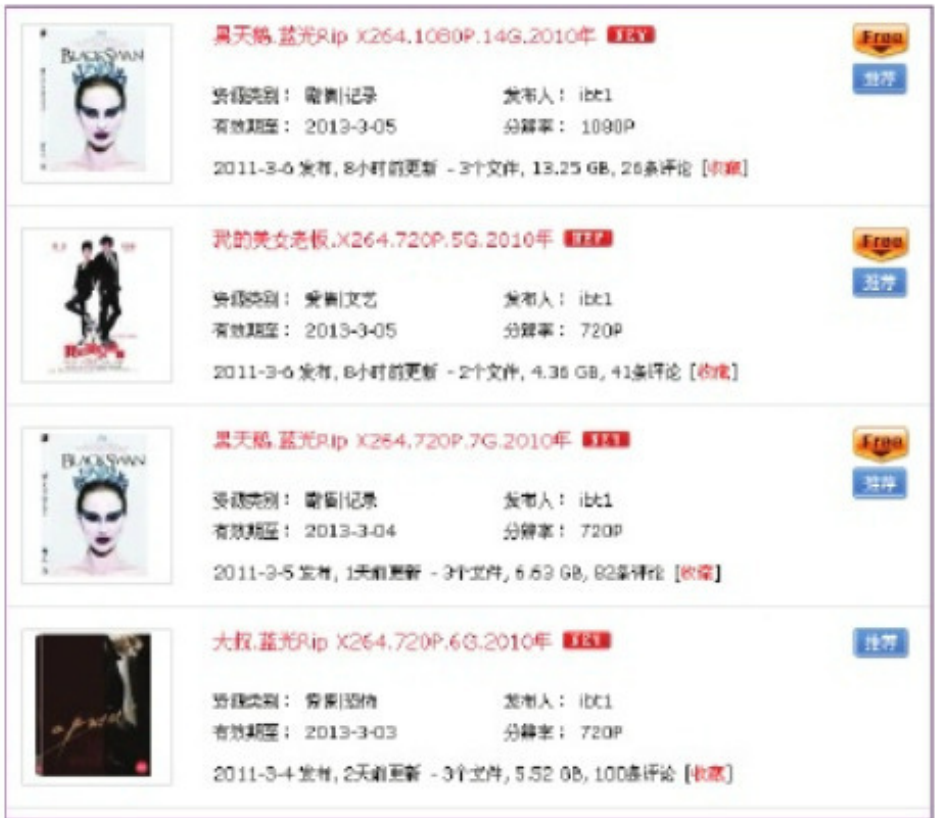 BLACK SWAN
黑天鹅.蓝光Rip X264.1080P.14G.2010年 NEW
Free
推荐
资源类别： 剧情|记录 发布人： ibt1
有效期至： 2013-3-05 分辨率： 1080P
2011-3-6 发布, 8小时前更新 - 3个文件, 13.25 GB, 26条评论 [收藏]
我的美女老板.X264.720P.5G.2010年 NEW
Free
推荐
资源类别： 爱情|文艺 发布人： ibt1
有效期至： 2013-3-05 分辨率： 720P
2011-3-6 发布, 8小时前更新 - 2个文件, 4.36 GB, 41条评论 [收藏]
BLACK SWAN
黑天鹅.蓝光Rip X264.720P.7G.2010年 NEW
Free
推荐
资源类别： 剧情|记录 发布人： ibt1
有效期至： 2013-3-04 分辨率： 720P
2011-3-5 发布, 1天前更新 - 3个文件, 6.63 GB, 82条评论 [收藏]
大叔.蓝光Rip X264.720P.6G.2010年 NEW
推荐
资源类别： 惊悚|恐怖 发布人： ibt1
有效期至： 2013-3-03 分辨率： 720P
2011-3-4 发布, 2天前更新 - 3个文件, 5.52 GB, 100条评论 [收藏]